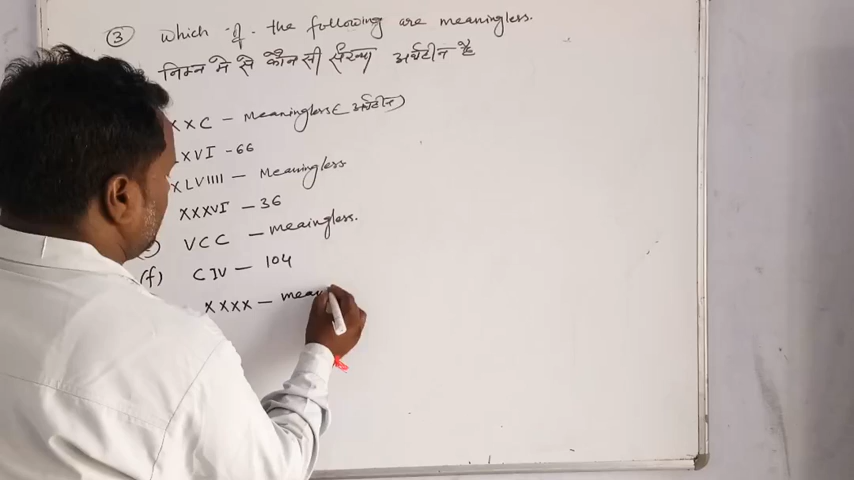 ③ Which of the following are meaningless.
निम्न मे से कौन सी संख्या अर्थहीन है
XXC - Meaningless (अर्थहीन)
XVI - 66
XLVIIII - Meaningless
XXXVI - 36
VCC - meaingless.
(f) CIV - 104
XXXX - mea